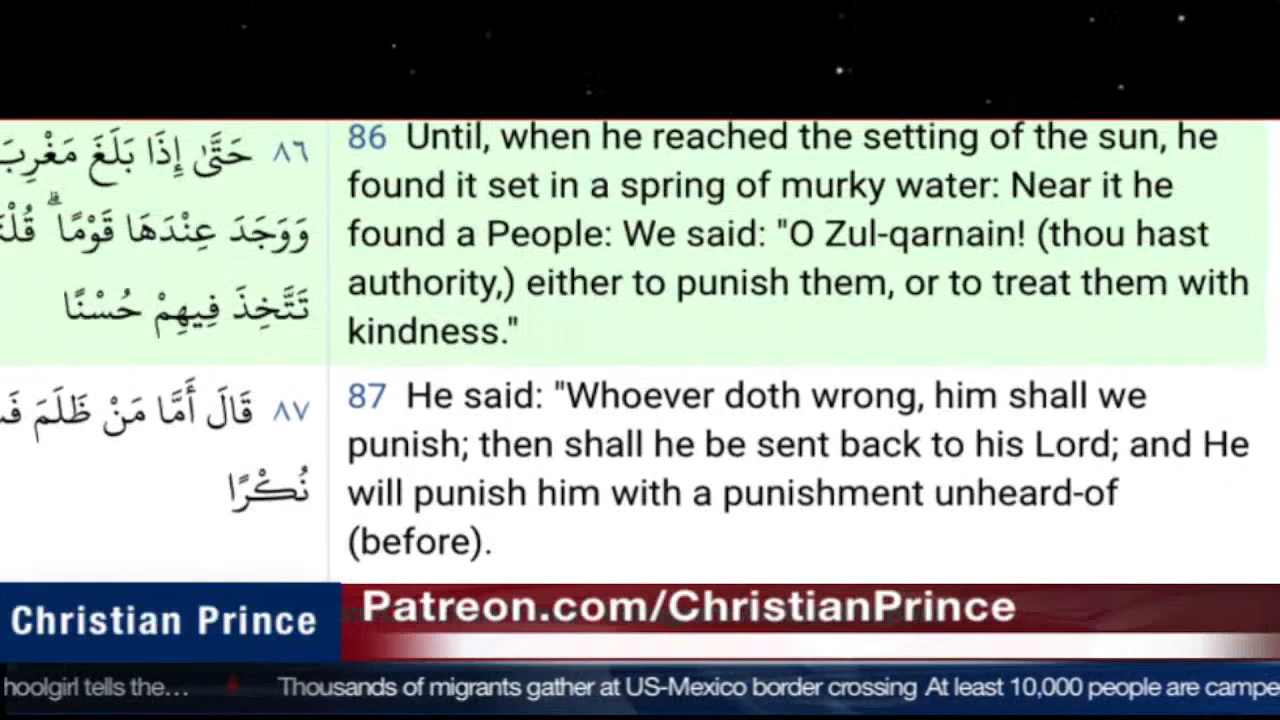 حَتَّىٰ إِذَا بَلَغَ مَغْرِبَ ٨٦
وَوَجَدَ عِنْدَهَا قَوْمًا ۗ
تَتَّخِذَ فِيهِمْ حُسْنًا
قَالَ أَمَّا مَنْ ظَلَمَ ٨٧
نُكْرًا
86 Until, when he reached the setting of the sun, he
found it set in a spring of murky water: Near it he
found a People: We said: "O Zul-qarnain! (thou hast
authority,) either to punish them, or to treat them with
kindness."
87 He said: "Whoever doth wrong, him shall we
punish; then shall he be sent back to his Lord; and He
will punish him with a punishment unheard-of
(before).
Christian Prince
Patreon.com/ChristianPrince
hoolgirl tells the... Thousands of migrants gather at US-Mexico border crossing At least 10,000 people are campe